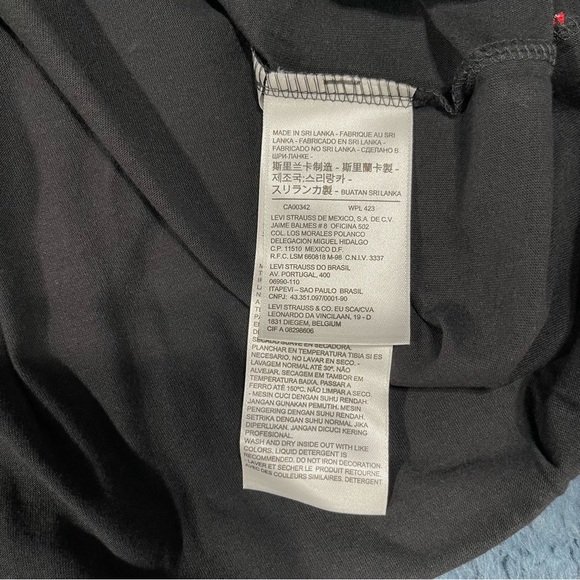 MADE IN SRI LANKA - FABRIQUE AU SRI
LANKA - FABRICADO EN SRI LANKA -
FABRICADO NO SRI LANKA - СДЕЛАНО В
ШРИ-ЛАНКЕ -
斯里兰卡制造 - 斯里蘭卡製 -
제조국:스리랑카 -
スリランカ製 - BUATAN SRI LANKA
CA00342 WPL 423
LEVI STRAUSS DE MEXICO, S.A. DE C.V.
JAIME BALMES # 8 OFICINA 502
COL. LOS MORALES POLANCO
DELEGACION MIGUEL HIDALGO
C.P. 11510 MEXICO D.F.
R.F.C. LSM 660818 M-98 C.N.I.V. 3337
LEVI STRAUSS DO BRASIL
AV. PORTUGAL, 400
06990-110
ITAPEVI – SAO PAULO BRASIL
CNPJ: 43.351.097/0001-90
LEVI STRAUSS & CO. EU SCA/CVA
LEONARDO DA VINCILAAN, 19 - D
1831 DIEGEM, BELGIUM
CIF A 08298606
SECADO SUAVE EN SECADORA.
PLANCHAR EN TEMPERATURA TIBIA SI ES
NECESARIO. NO LAVAR EN SECO. -
LAVAGEM NORMAL ATÉ 30º, NÃO
ALVEJAR. SECAGEM EM TAMBOR EM
TEMPERATURA BAIXA, PASSAR A
FERRO ATÉ 150ºC, NÃO LIMPAR A SECO. -
MESIN CUCI DENGAN SUHU RENDAH
JANGAN GUNAKAN PEMUTIH. MESIN
PENGERING DENGAN SUHU RENDAH
SETRIKA DENGAN SUHU NORMAL JIKA
DIPERLUKAN. JANGAN DICUCI KERING
PROFESIONAL.
WASH AND DRY INSIDE OUT WITH LIKE
COLORS. LIQUID DETERGENT IS
RECOMMENDED. DO NOT IRON DECORATION.
LAVER ET SÉCHER LE PRODUIT RETOURNÉ,
AVEC DES COULEURS SIMILAIRES. DÉTERGENT